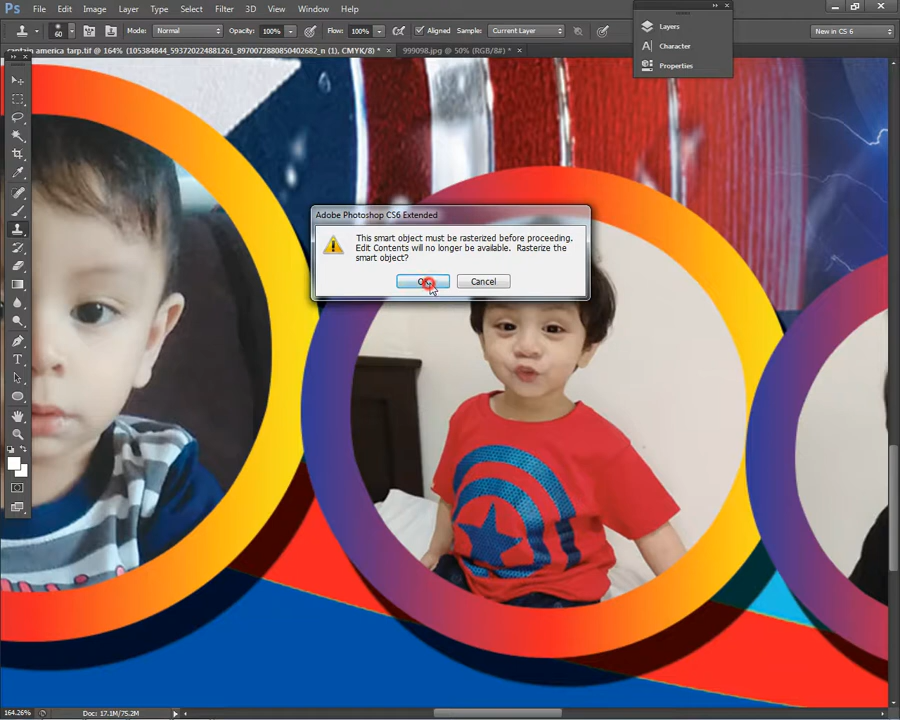 Ps File Edit Image Layer Type Select Filter 3D View Window Help
60 Mode: Normal Opacity: 100% Flow: 100% Aligned Sample: Current Layer New in CS 6
captain america tarp.tif @ 164% (105384844_593720224881261_8970072880850402682_n (1), CMYK/8) * × 999098.jpg @ 50% (RGB/8#) * ×
Layers
Character
Properties
Adobe Photoshop CS6 Extended
This smart object must be rasterized before proceeding.
Edit Contents will no longer be available. Rasterize the
smart object?
Cancel
164.26% Doc: 17.1M/75.2M